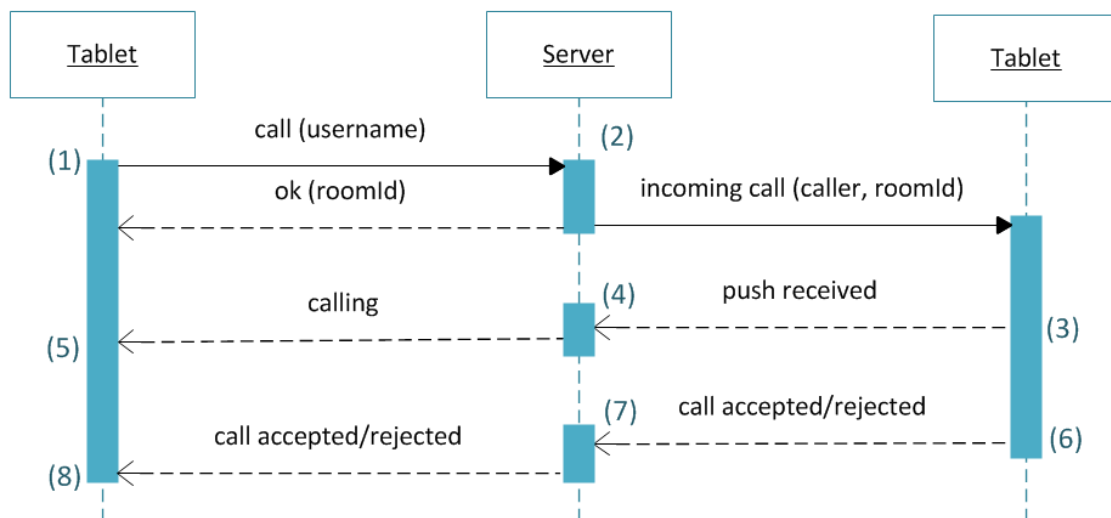 Tablet
Server
Tablet
call (username)
(1)
(2)
ok (roomId)
incoming call (caller, roomId)
calling
(4)
push received
(5)
(3)
call accepted/rejected
(7)
call accepted/rejected
(6)
(8)